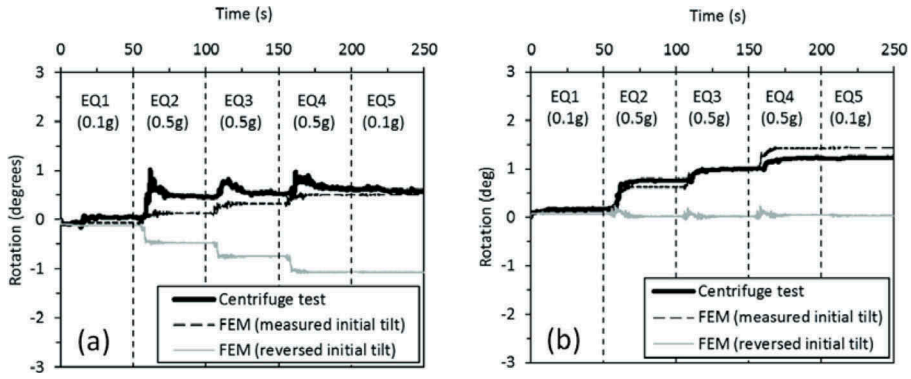 Time (s)
0 50 100 150 200 250
3
2
1
0
-1
-2
-3
Rotation (degrees)
EQ1 EQ2 EQ3 EQ4 EQ5
(0.1g) (0.5g) (0.5g) (0.5g) (0.1g)
Centrifuge test
FEM (measured initial tilt)
FEM (reversed initial tilt)
(a)
Time (s)
0 50 100 150 200 250
3
2
1
0
-1
-2
-3
Rotation (deg)
EQ1 EQ2 EQ3 EQ4 EQ5
(0.1g) (0.5g) (0.5g) (0.5g) (0.1g)
Centrifuge test
FEM (measured initial tilt)
FEM (reversed initial tilt)
(b)